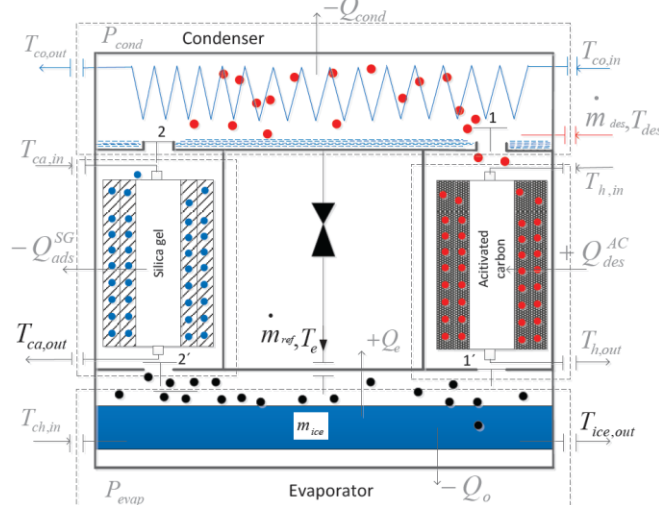 P_cond
-Q_cond
Condenser
T_co,out
T_co,in
2
1
ṁ_des, T_des
T_ca,in
T_h,in
-Q_ads^SG
Silica gel
Acitivated carbon
+Q_des^AC
ṁ_ref, T_e
+Q_e
T_ca,out
T_h,out
2´
1´
T_ch,in
m_ice
T_ice,out
P_evap
Evaporator
-Q_o